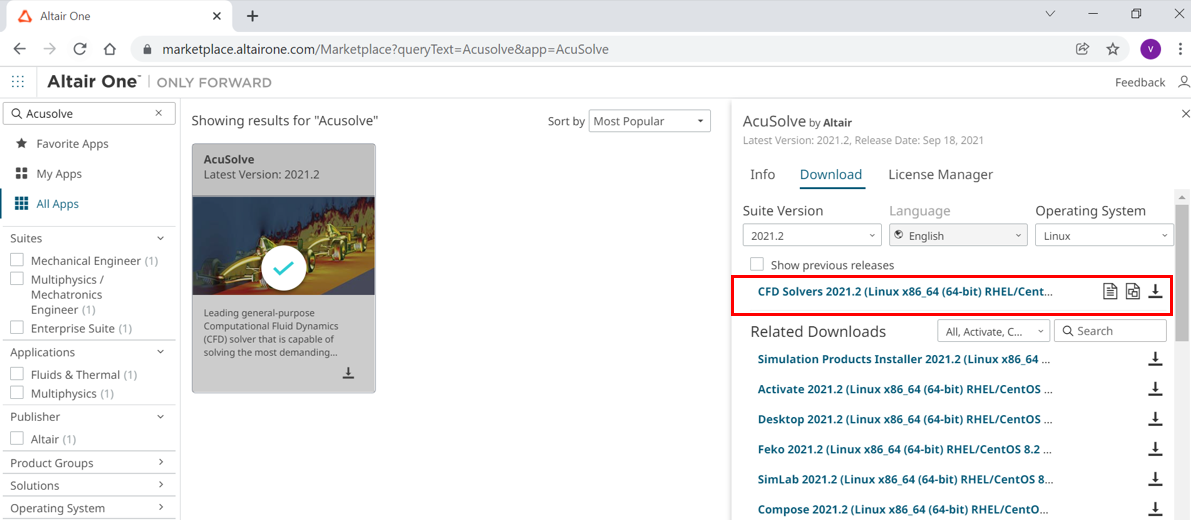 Altair One
marketplace.altairone.com/Marketplace?queryText=Acusolve&app=AcuSolve
V
Altair One™ | ONLY FORWARD
Feedback
Acusolve
Favorite Apps
My Apps
All Apps
Suites
Mechanical Engineer (1)
Multiphysics /
Mechatronics
Engineer (1)
Enterprise Suite (1)
Applications
Fluids & Thermal (1)
Multiphysics (1)
Publisher
Altair (1)
Product Groups
Solutions
Operating System
Showing results for "Acusolve"
Sort by Most Popular
AcuSolve
Latest Version: 2021.2
Leading general-purpose
Computational Fluid Dynamics
(CFD) solver that is capable of
solving the most demanding...
AcuSolve by Altair
Latest Version: 2021.2, Release Date: Sep 18, 2021
Info Download License Manager
Suite Version Language Operating System
2021.2 English Linux
Show previous releases
CFD Solvers 2021.2 (Linux x86_64 (64-bit) RHEL/Cent...
Related Downloads All, Activate, C... Search
Simulation Products Installer 2021.2 (Linux x86_64 ...
Activate 2021.2 (Linux x86_64 (64-bit) RHEL/CentOS ...
Desktop 2021.2 (Linux x86_64 (64-bit) RHEL/CentOS ...
Feko 2021.2 (Linux x86_64 (64-bit) RHEL/CentOS 8.2 ...
SimLab 2021.2 (Linux x86_64 (64-bit) RHEL/CentOS 8...
Compose 2021.2 (Linux x86_64 (64-bit) RHEL/CentO...